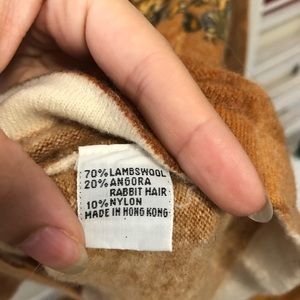 70% LAMBSWOOL
20% ANGORA
RABBIT HAIR
10% NYLON
MADE IN HONG KONG